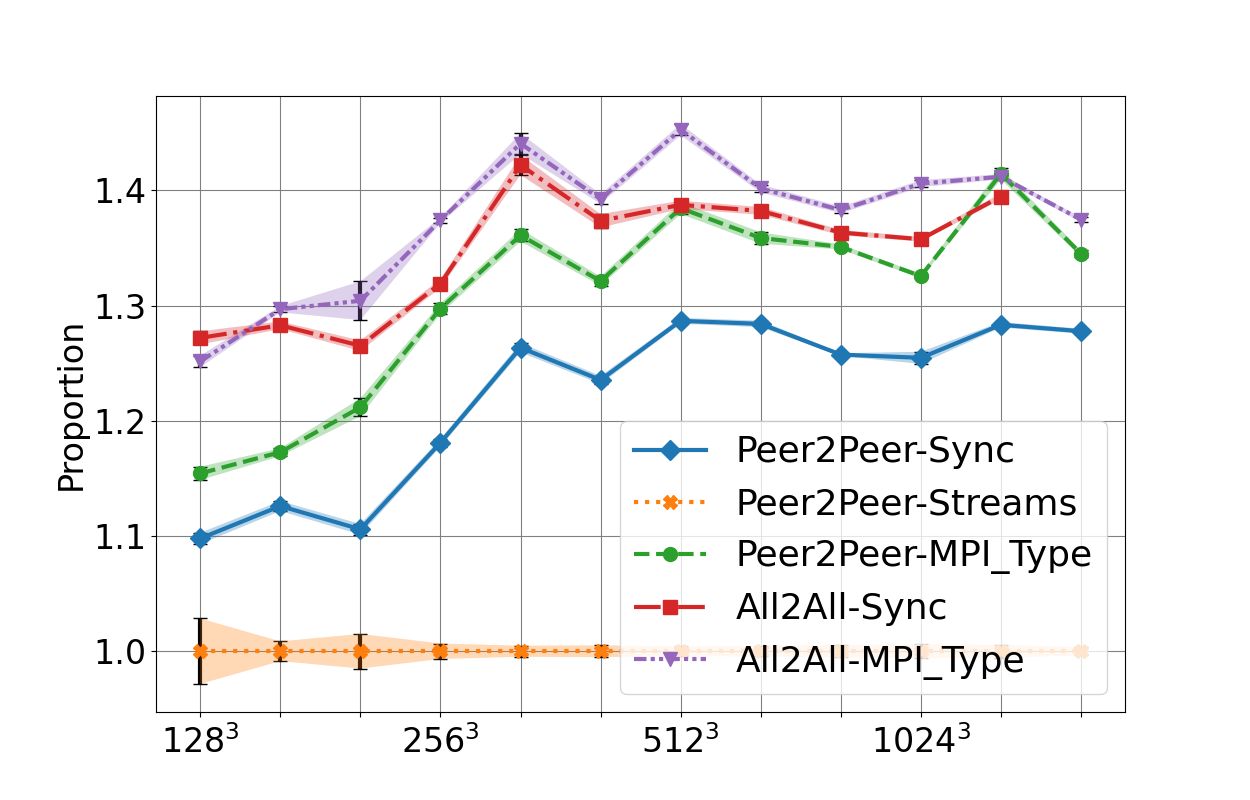 Proportion
1.4
1.3
1.2
1.1
1.0
128³
256³
512³
1024³
Peer2Peer-Sync
Peer2Peer-Streams
Peer2Peer-MPI_Type
All2All-Sync
All2All-MPI_Type